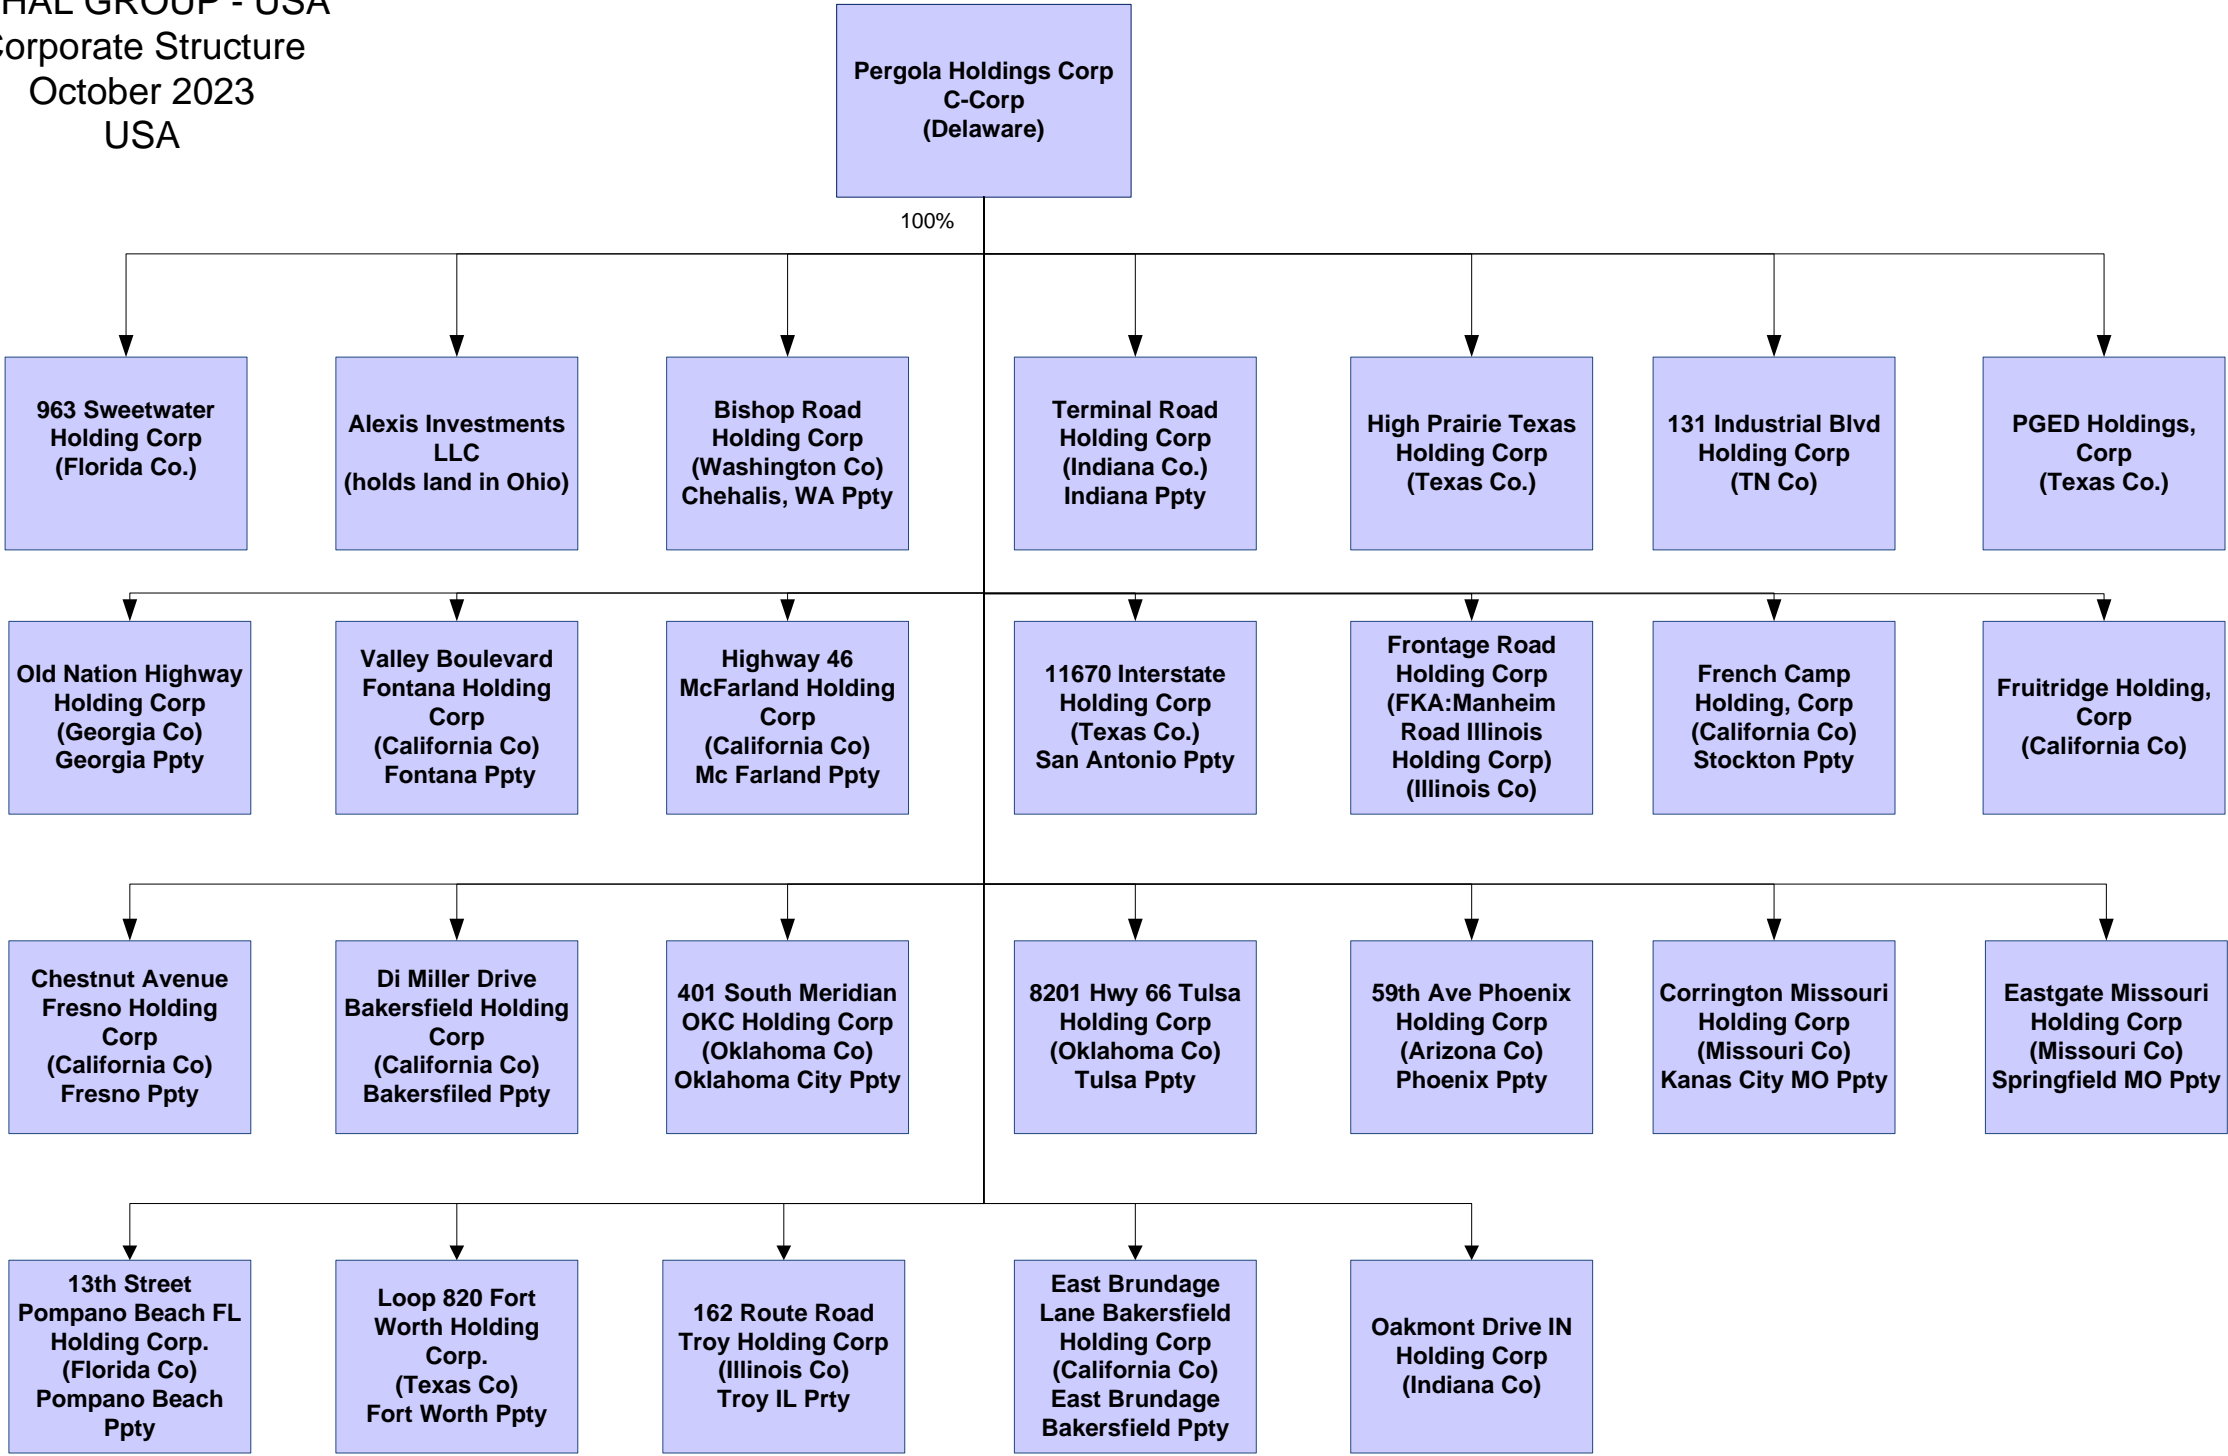 HAL GROUP - USA
Corporate Structure
October 2023
USA
Pergola Holdings Corp
C-Corp
(Delaware)
100%
963 Sweetwater
Holding Corp
(Florida Co.)
Alexis Investments
LLC
(holds land in Ohio)
Bishop Road
Holding Corp
(Washington Co)
Chehalis, WA Ppty
Terminal Road
Holding Corp
(Indiana Co.)
Indiana Ppty
High Prairie Texas
Holding Corp
(Texas Co.)
131 Industrial Blvd
Holding Corp
(TN Co)
PGED Holdings,
Corp
(Texas Co.)
Old Nation Highway
Holding Corp
(Georgia Co)
Georgia Ppty
Valley Boulevard
Fontana Holding
Corp
(California Co)
Fontana Ppty
Highway 46
McFarland Holding
Corp
(California Co)
Mc Farland Ppty
11670 Interstate
Holding Corp
(Texas Co.)
San Antonio Ppty
Frontage Road
Holding Corp
(FKA:Manheim
Road Illinois
Holding Corp)
(Illinois Co)
French Camp
Holding, Corp
(California Co)
Stockton Ppty
Fruitridge Holding,
Corp
(California Co)
Chestnut Avenue
Fresno Holding
Corp
(California Co)
Fresno Ppty
Di Miller Drive
Bakersfield Holding
Corp
(California Co)
Bakersfiled Ppty
401 South Meridian
OKC Holding Corp
(Oklahoma Co)
Oklahoma City Ppty
8201 Hwy 66 Tulsa
Holding Corp
(Oklahoma Co)
Tulsa Ppty
59th Ave Phoenix
Holding Corp
(Arizona Co)
Phoenix Ppty
Corrington Missouri
Holding Corp
(Missouri Co)
Kanas City MO Ppty
Eastgate Missouri
Holding Corp
(Missouri Co)
Springfield MO Ppty
13th Street
Pompano Beach FL
Holding Corp.
(Florida Co)
Pompano Beach
Ppty
Loop 820 Fort
Worth Holding
Corp.
(Texas Co)
Fort Worth Ppty
162 Route Road
Troy Holding Corp
(Illinois Co)
Troy IL Prty
East Brundage
Lane Bakersfield
Holding Corp
(California Co)
East Brundage
Bakersfield Ppty
Oakmont Drive IN
Holding Corp
(Indiana Co)